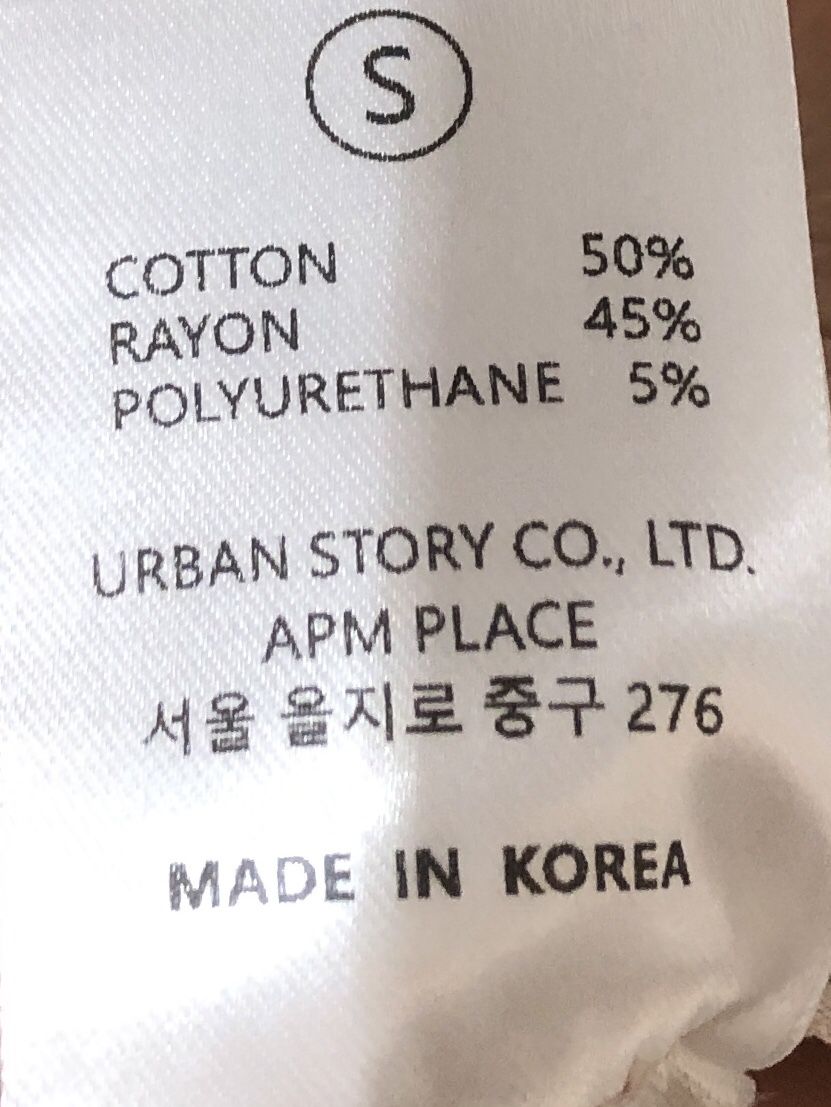 S
COTTON 50%
RAYON 45%
POLYURETHANE 5%
URBAN STORY CO., LTD.
APM PLACE
서울 을지로 중구 276
MADE IN KOREA